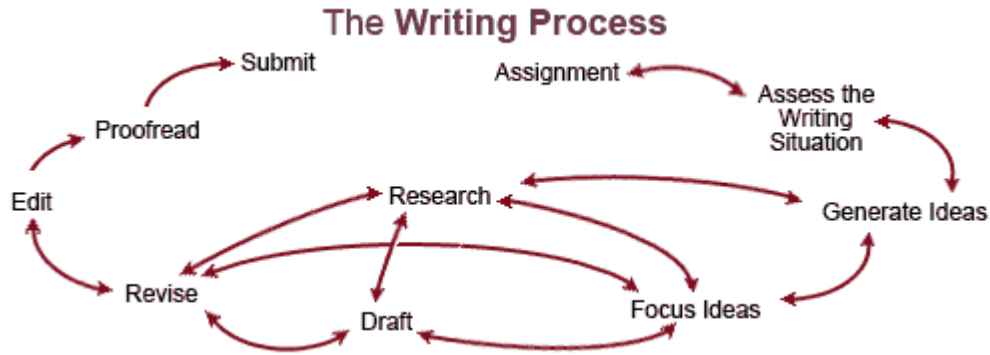 The Writing Process
Submit
Assignment
Assess the
Writing
Situation
Proofread
Edit
Research
Generate Ideas
Revise
Draft
Focus Ideas